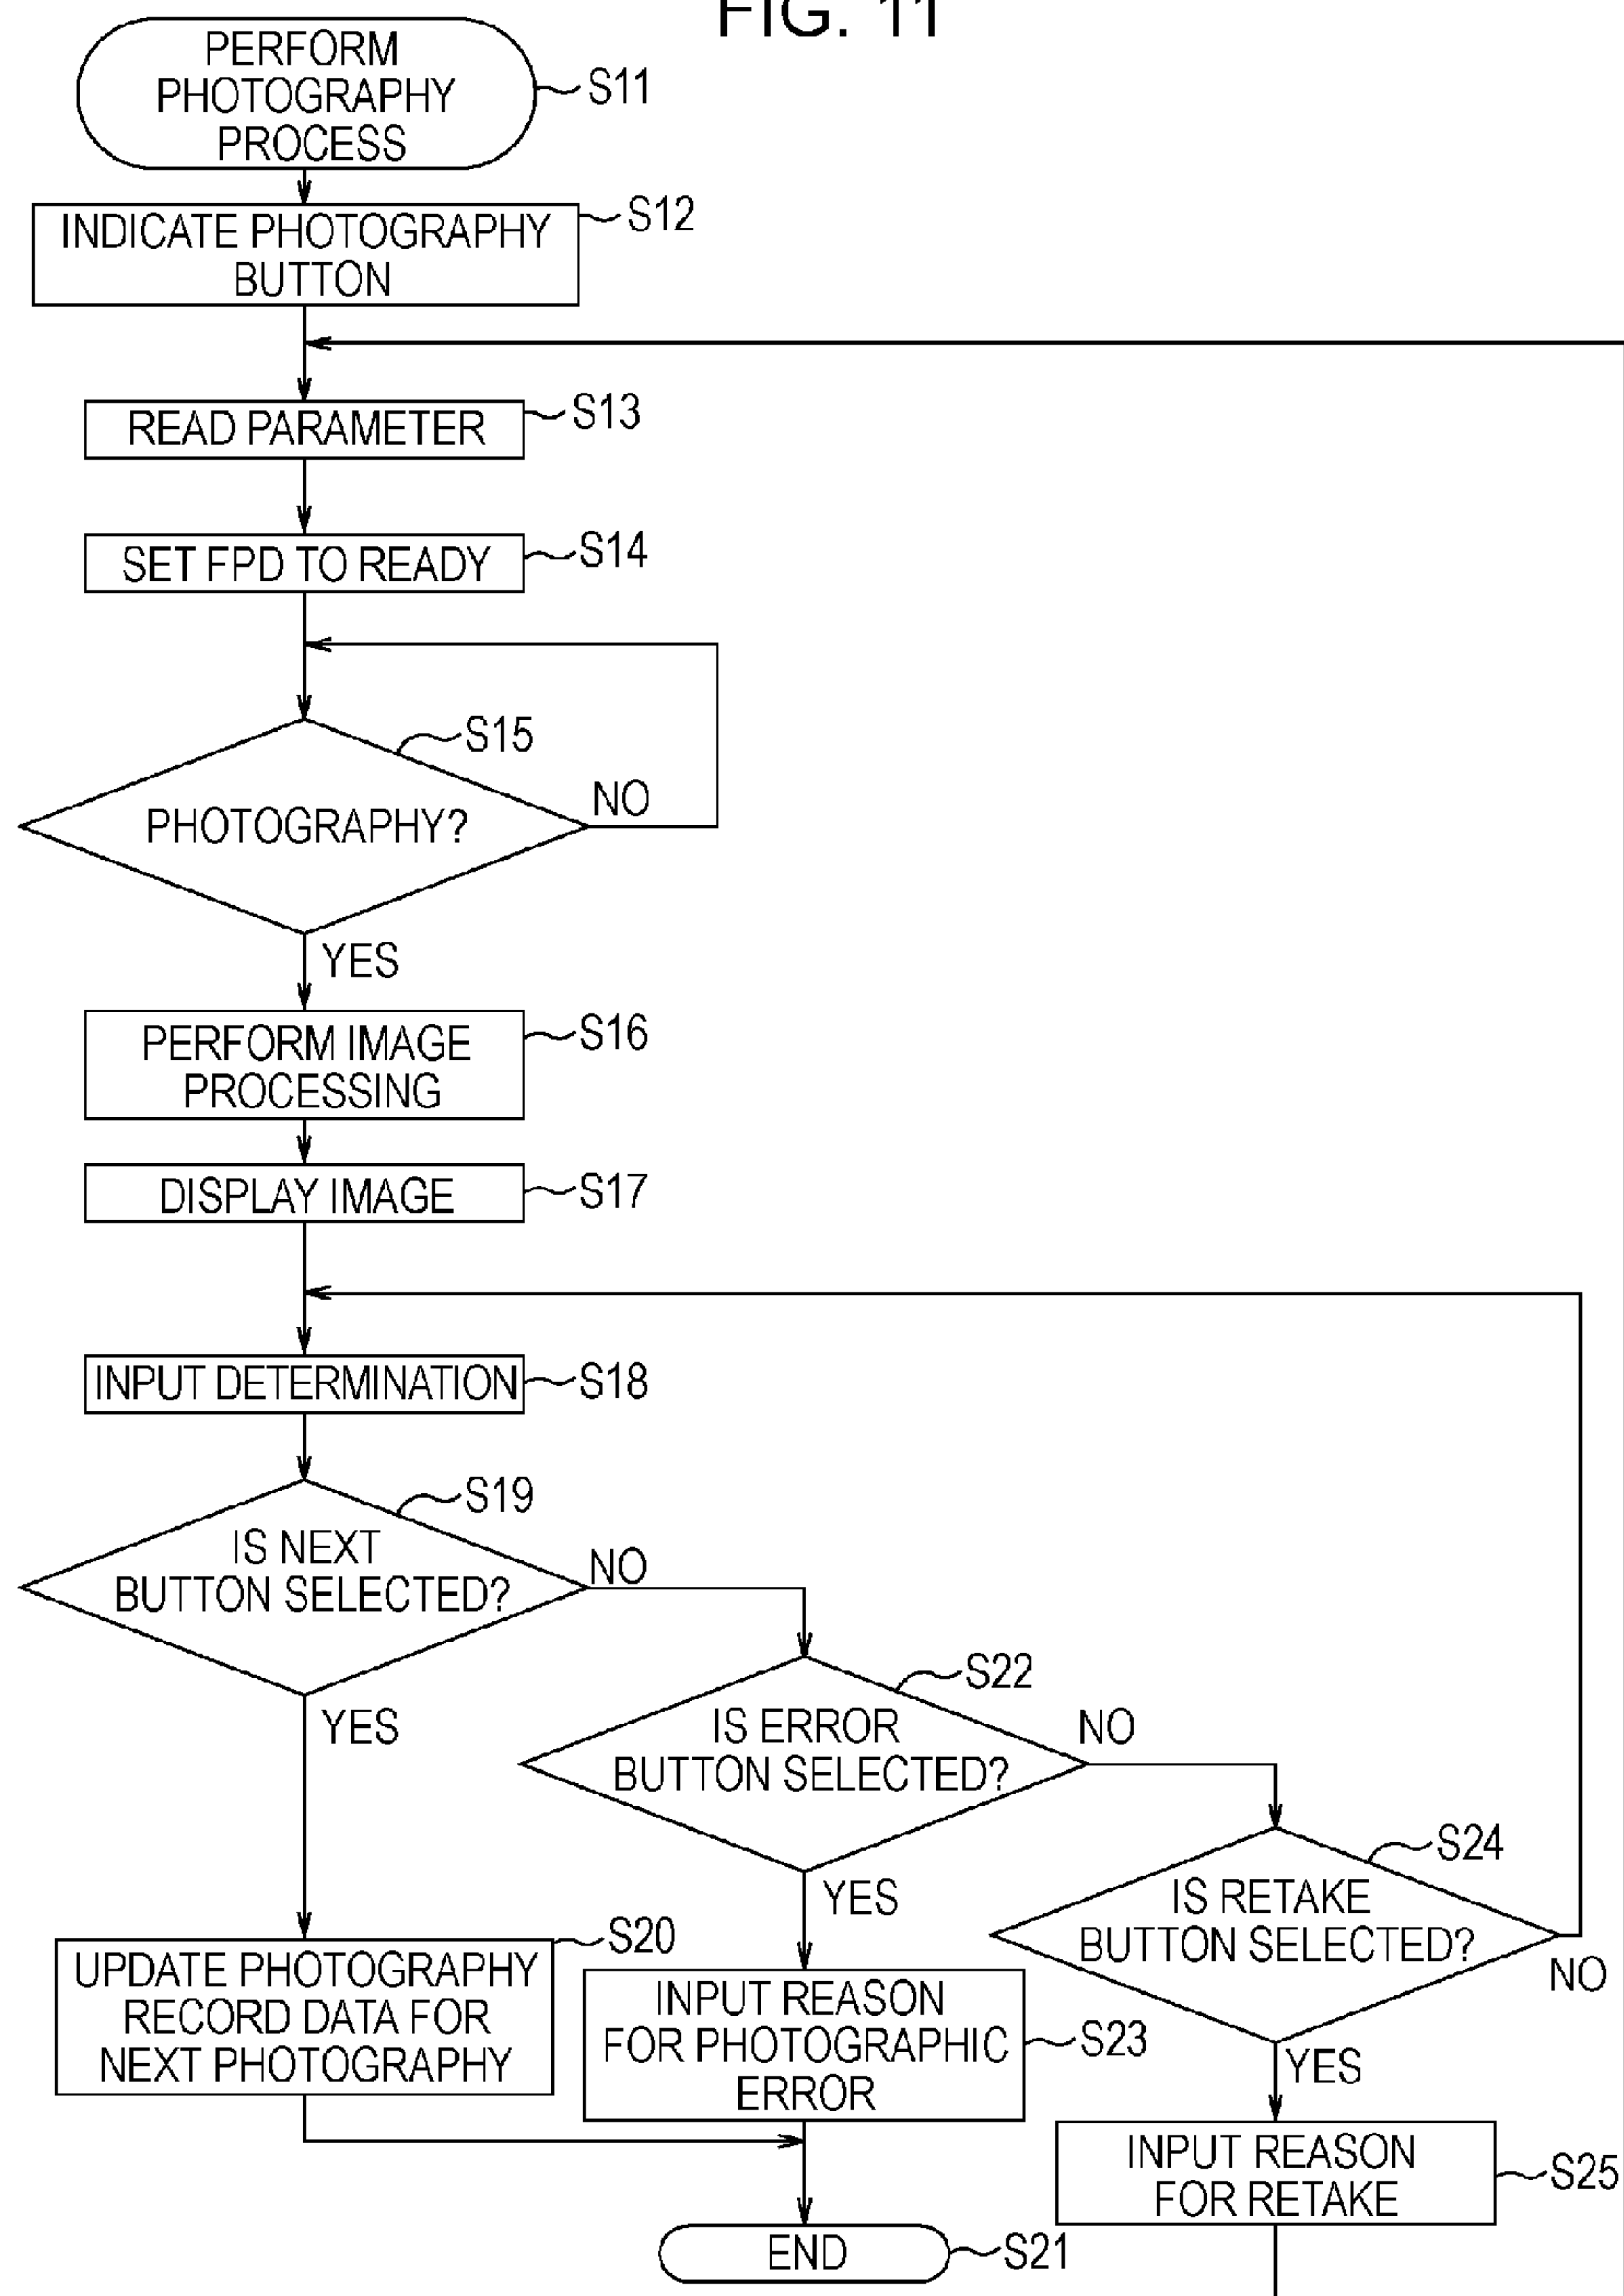 FIG. 11
PERFORM
PHOTOGRAPHY
PROCESS
S11
INDICATE PHOTOGRAPHY
BUTTON
S12
READ PARAMETER
S13
SET FPD TO READY
S14
S15
PHOTOGRAPHY?
NO
YES
PERFORM IMAGE
PROCESSING
S16
DISPLAY IMAGE
S17
INPUT DETERMINATION
S18
S19
IS NEXT
BUTTON SELECTED?
NO
YES
S22
IS ERROR
BUTTON SELECTED?
NO
YES
S24
IS RETAKE
BUTTON SELECTED?
NO
YES
UPDATE PHOTOGRAPHY
RECORD DATA FOR
NEXT PHOTOGRAPHY
S20
INPUT REASON
FOR PHOTOGRAPHIC
ERROR
S23
INPUT REASON
FOR RETAKE
S25
END
S21